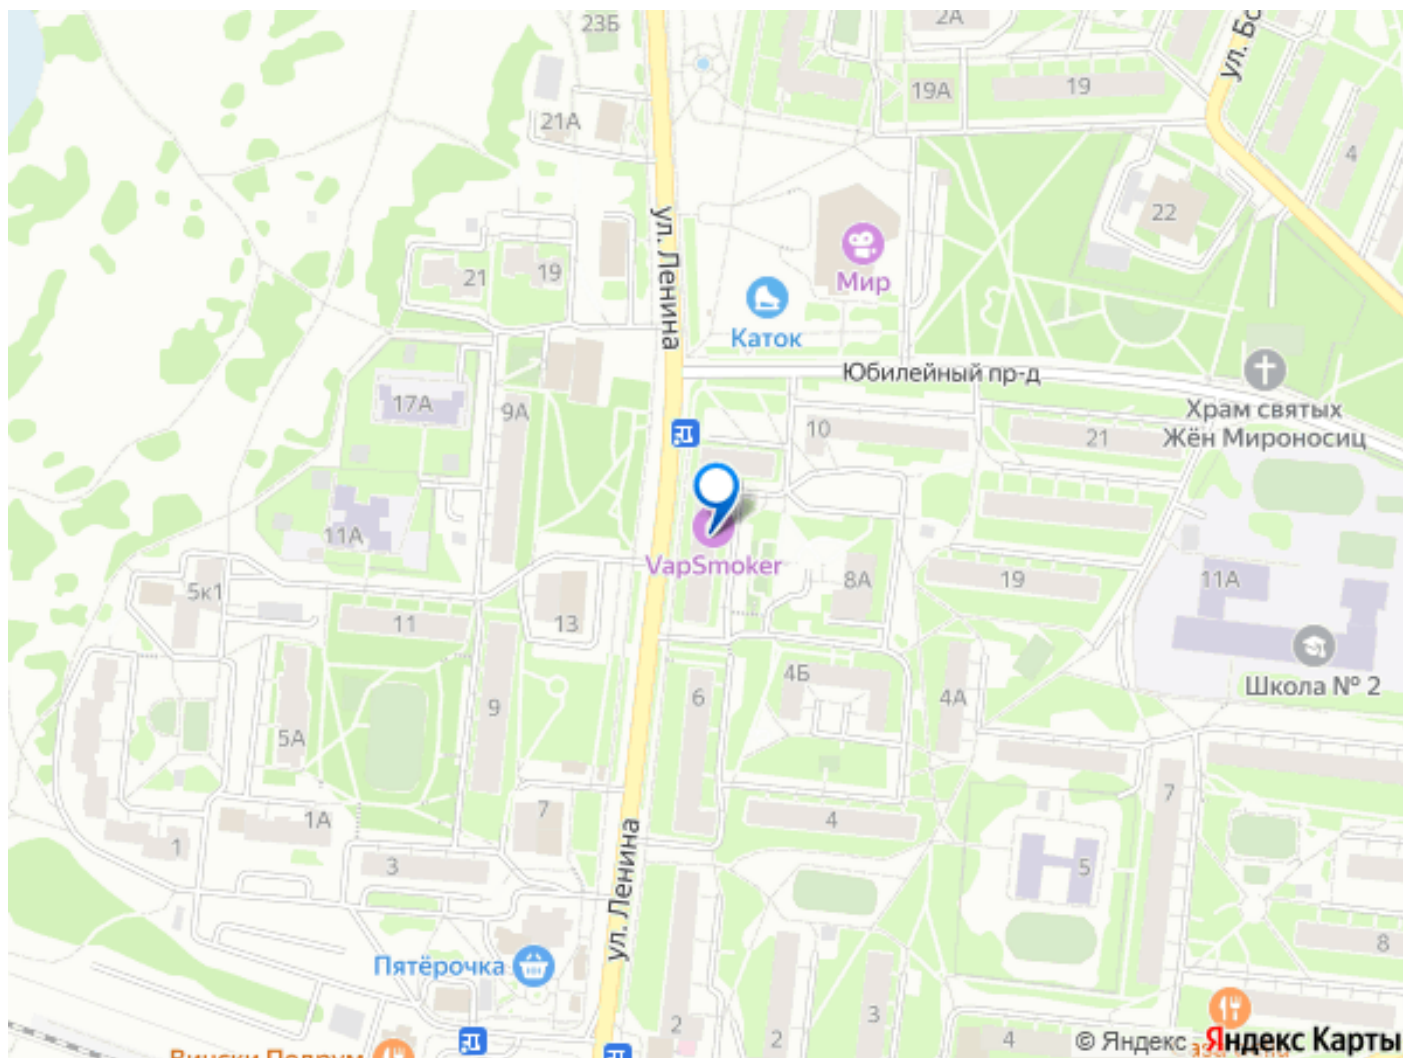 23Б
2А
ул. Бо
19А
19
21А
4
22
ул. Ленина
21
19
Мир
Каток
Юбилейный пр-д
Храм святых
Жён Мироносиц
17А
9А
10
21
11А
VapSmoker
8А
19
11А
5к1
11
13
Школа № 2
4Б
4А
6
9
5А
7
7
4
1А
1
3
5
ул. Ленина
8
Пятёрочка
2
2
3
4
Вински Подрум
© Яндекс Яндекс Карты